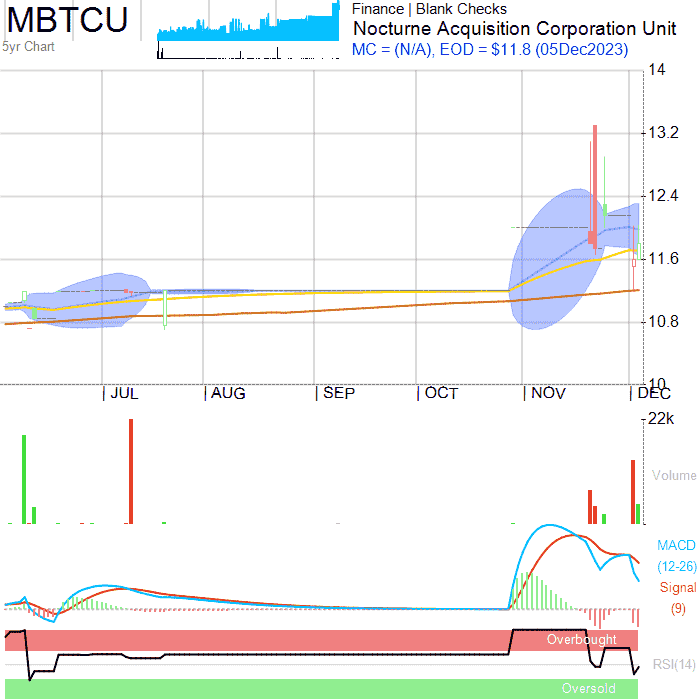 MBTCU
5yr Chart
Finance | Blank Checks
Nocturne Acquisition Corporation Unit
MC = (N/A), EOD = $11.8 (05Dec2023)
14
13.2
12.4
11.6
10.8
10
JUL AUG SEP OCT NOV DEC
22k
Volume
MACD
(12-26)
Signal
(9)
Overbought
RSI(14)
Oversold